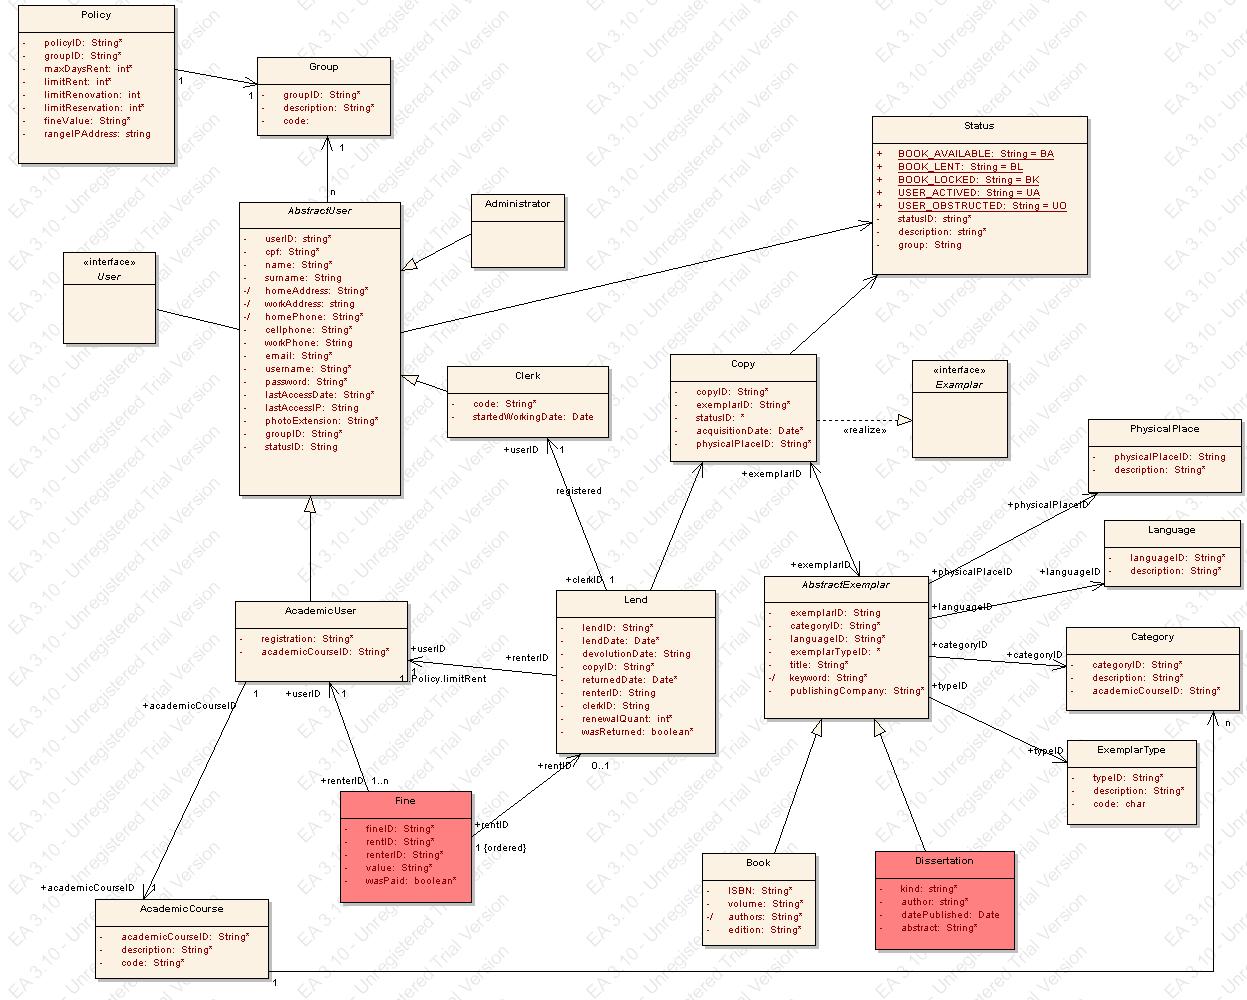 Policy
- policyID: String*
- groupID: String*
- maxDaysRent: int*
- limitRent: int*
- limitRenovation: int
- limitReservation: int*
- fineValue: String*
- rangeIPAddress: string
1
1
Group
- groupID: String*
- description: String*
- code:
1
n
AbstractUser
- userID: string*
- cpf: String*
- name: String*
- surname: String
-/ homeAddress: String*
-/ workAddress: string
-/ homePhone: String*
- cellphone: String*
- workPhone: String
- email: String*
- username: String*
- password: String*
- lastAccessDate: String*
- lastAccessIP: String
- photoExtension: String*
- groupID: String*
- statusID: String
Administrator
«interface»
User
Status
+ BOOK_AVAILABLE: String = BA
+ BOOK_LENT: String = BL
+ BOOK_LOCKED: String = BK
+ USER_ACTIVED: String = UA
+ USER_OBSTRUCTED: String = UO
- statusID: string*
- description: string*
- group: String
Clerk
- code: String*
- startedWorkingDate: Date
+userID 1
registered
+clerkID 1
Copy
- copyID: String*
- exemplarID: String*
- statusID: *
- acquisitionDate: Date*
- physicalPlaceID: String*
«realize»
«interface»
Examplar
+exemplarID
+exemplarID
PhysicalPlace
- physicalPlaceID: String
- description: String*
+physicalPlaceID
+physicalPlaceID
Language
- languageID: String*
- description: String*
+languageID
+languageID
AbstractExemplar
- exemplarID: String
- categoryID: String*
- languageID: String*
- exemplarTypeID: *
- title: String*
-/ keyword: String*
- publishingCompany: String*
Category
- categoryID: String*
- description: String*
- academicCourseID: String*
+categoryID
+categoryID
+typeID
+typeID
n
ExemplarType
- typeID: String*
- description: String*
- code: char
Lend
- lendID: String*
- lendDate: Date*
- devolutionDate: String
- copyID: String*
- returnedDate: Date*
- renterID: String
- clerkID: String
- renewalQuant: int*
- wasReturned: boolean*
AcademicUser
- registration: String*
- academicCourseID: String*
+userID
+renterID
1
1..Policy.limitRent
1
+academicCourseID
+userID 1
+renterID 1..n
+rentID 0..1
+rentID
1 {ordered}
Fine
- fineID: String*
- rentID: String*
- renterID: String*
- value: String*
- wasPaid: boolean*
+academicCourseID 1
AcademicCourse
- academicCourseID: String*
- description: String*
- code: String*
1
Book
- ISBN: String*
- volume: String*
-/ authors: String*
- edition: String*
Dissertation
- kind: string*
- author: string*
- datePublished: Date
- abstract: String*
EA 3.10 - Unregistered Trial Version